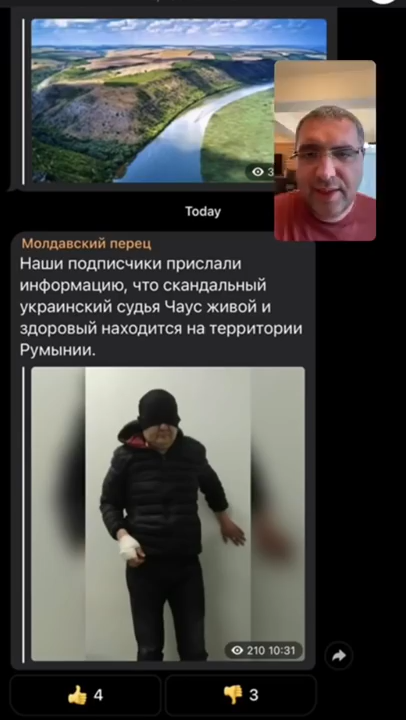 3
Today
Молдавский перец
Наши подписчики прислали
информацию, что скандальный
украинский судья Чаус живой и
здоровый находится на территории
Румынии.
210 10:31
4
3